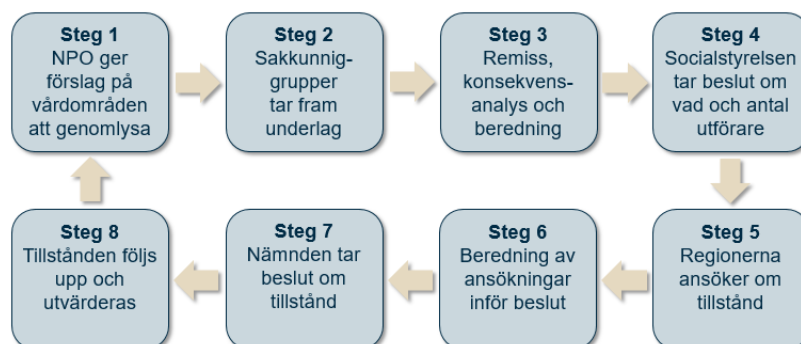 Steg 1
NPO ger
förslag på
vårdområden
att genomlysa
Steg 2
Sakkunnig-
grupper
tar fram
underlag
Steg 3
Remiss,
konsekvens-
analys och
beredning
Steg 4
Socialstyrelsen
tar beslut om
vad och antal
utförare
Steg 5
Regionerna
ansöker om
tillstånd
Steg 6
Beredning av
ansökningar
inför beslut
Steg 7
Nämnden tar
beslut om
tillstånd
Steg 8
Tillstånden följs
upp och
utvärderas